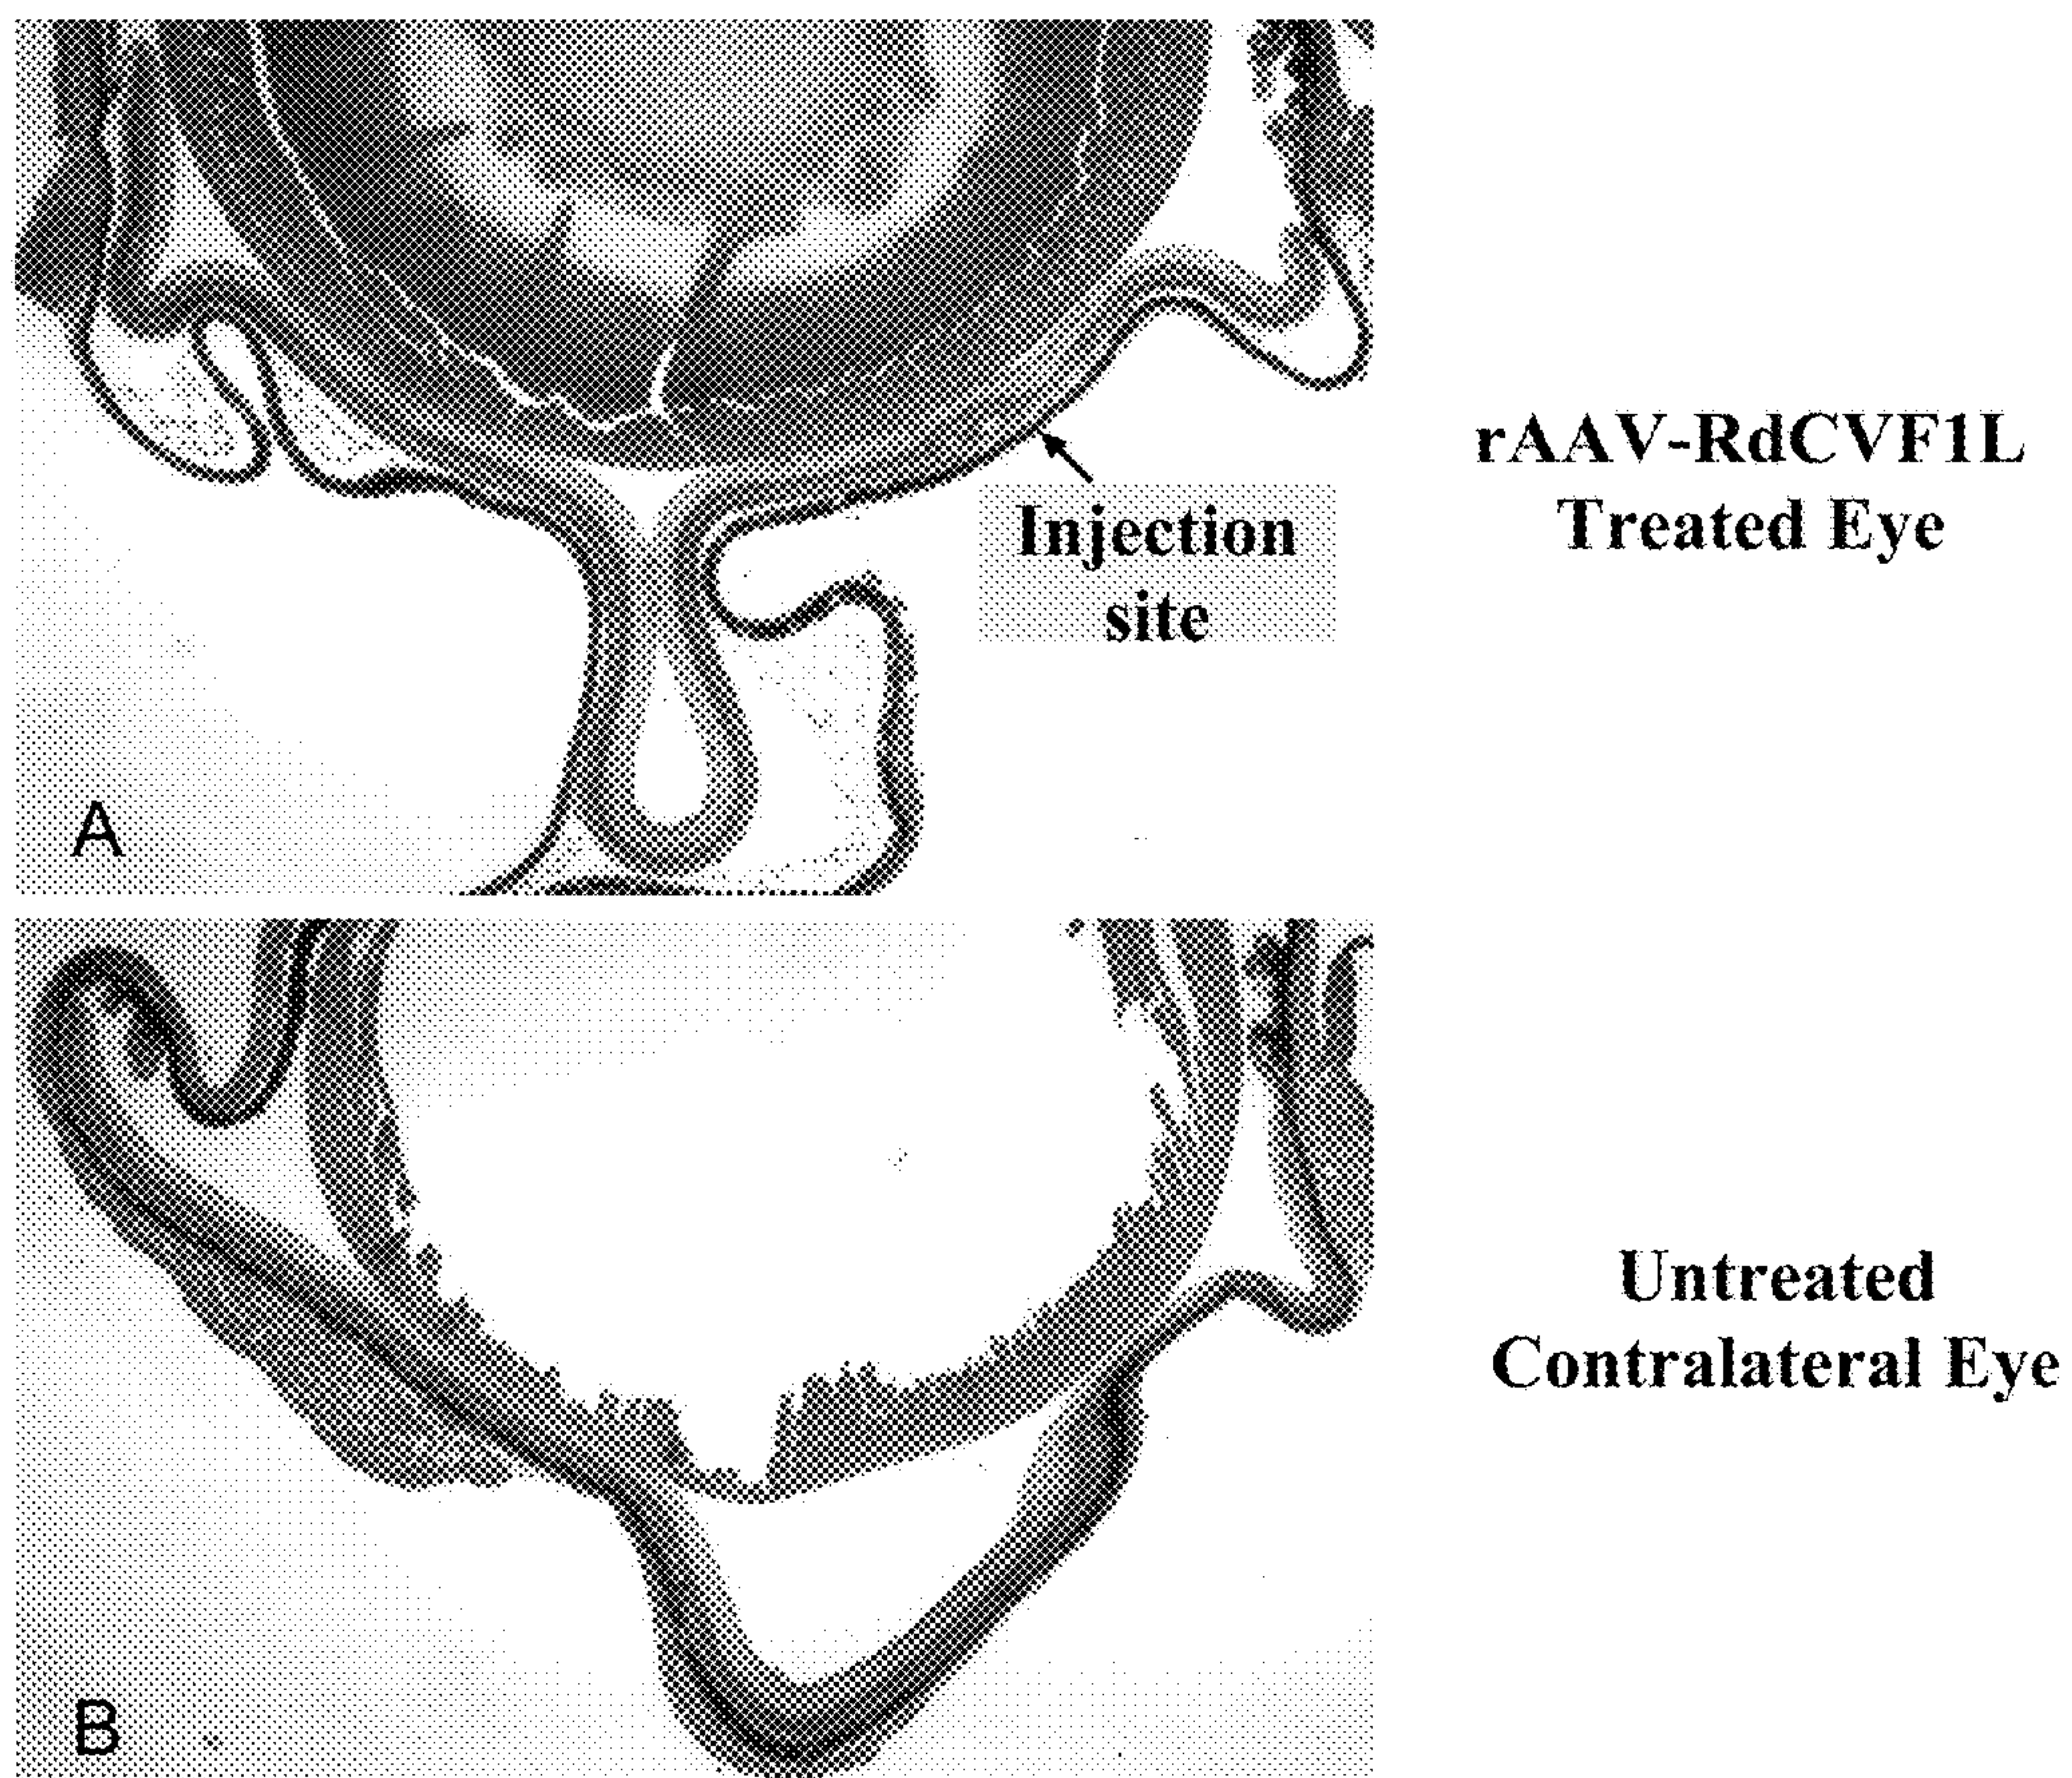 rAAV-RdCVF1L
Treated Eye
Injection
site
A
Untreated
Contralateral Eye
B